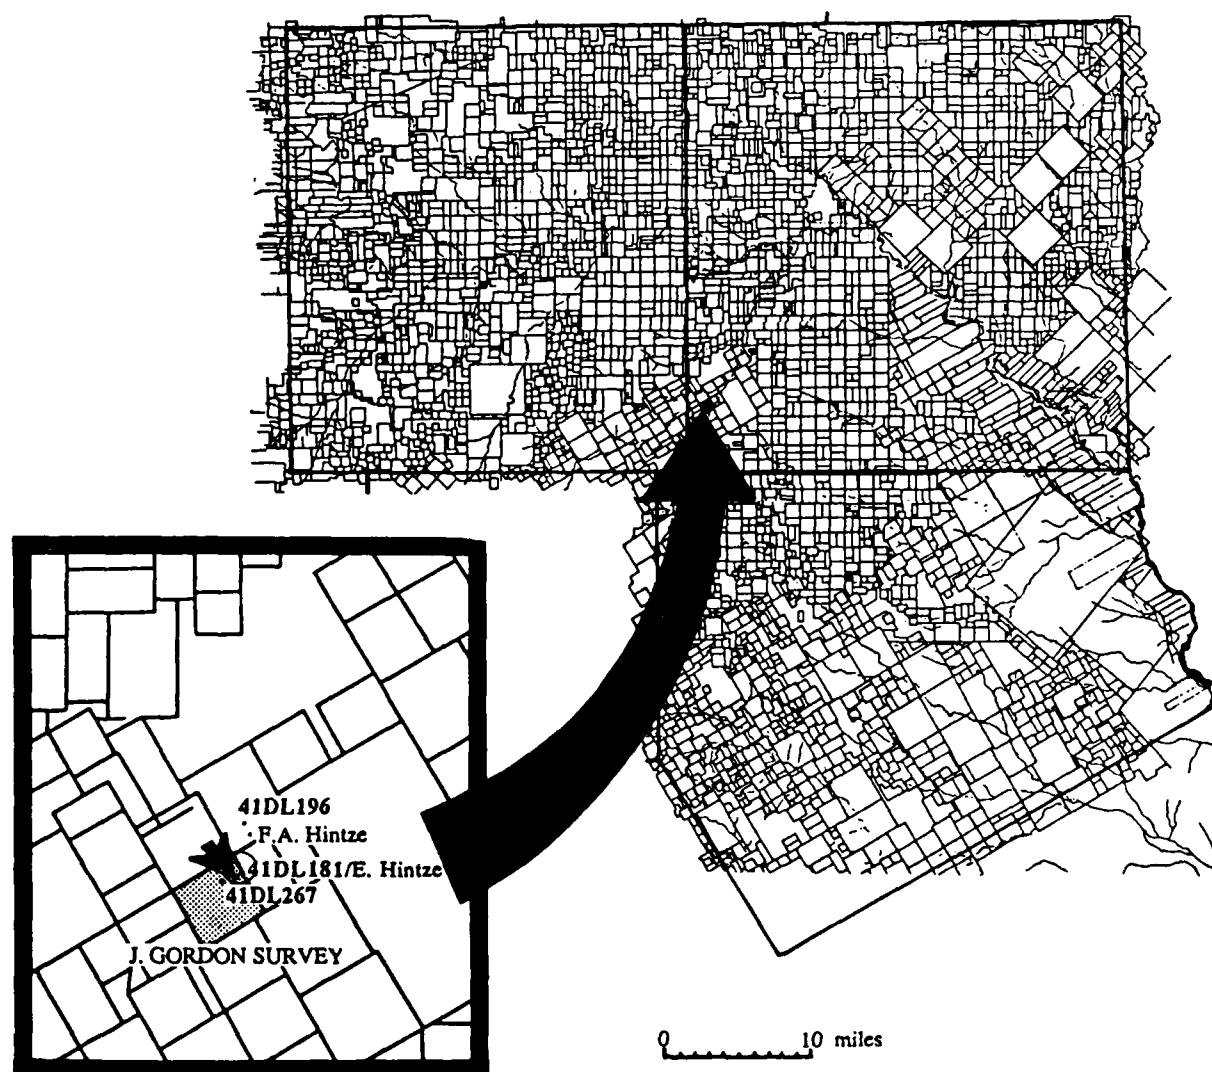 41DL196
F.A. Hintze
41DL181/E. Hintze
41DL267
J. GORDON SURVEY
0 10 miles